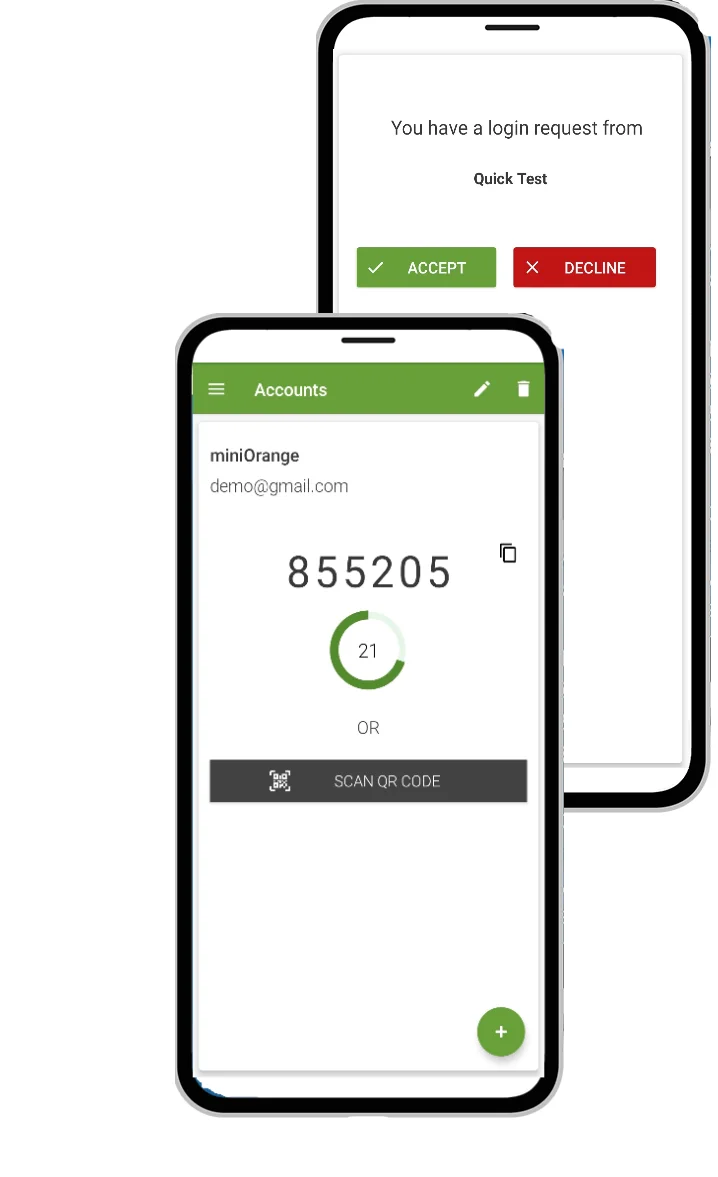 You have a login request from
Quick Test
ACCEPT
DECLINE
Accounts
miniOrange
demo@gmail.com
855205
21
OR
SCAN QR CODE